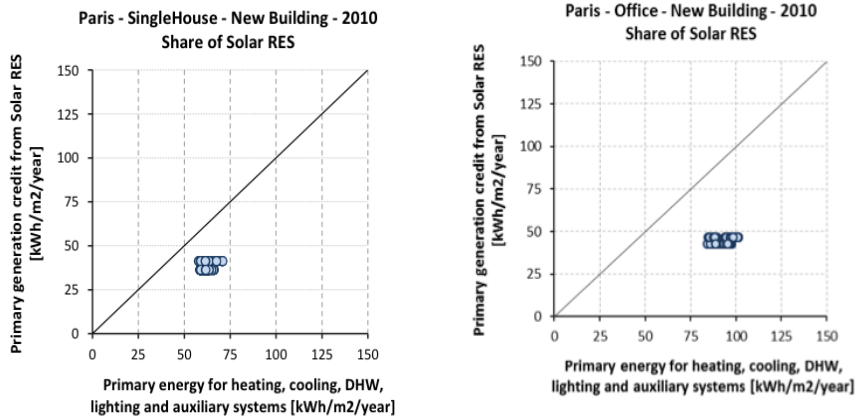 Paris - SingleHouse - New Building - 2010
Share of Solar RES
Primary generation credit from Solar RES
[kWh/m2/year]
150
125
100
75
50
25
0
0 25 50 75 100 125 150
Primary energy for heating, cooling, DHW,
lighting and auxiliary systems [kWh/m2/year]
Paris - Office - New Building - 2010
Share of Solar RES
Primary generation credit from Solar RES
[kWh/m2/year]
150
125
100
75
50
25
0
0 25 50 75 100 125 150
Primary energy for heating, cooling, DHW,
lighting and auxiliary systems [kWh/m2/year]